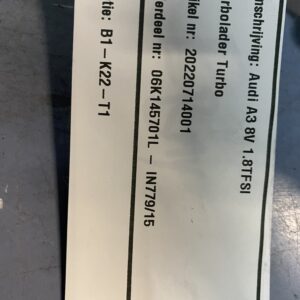 mschrijving: Audi A3 8V 1.8TFSI
rbolader Turbo
ikel nr: 20220714001
erdeel nr: 06K145701L – IN779/15
tie: B1-K22-T1